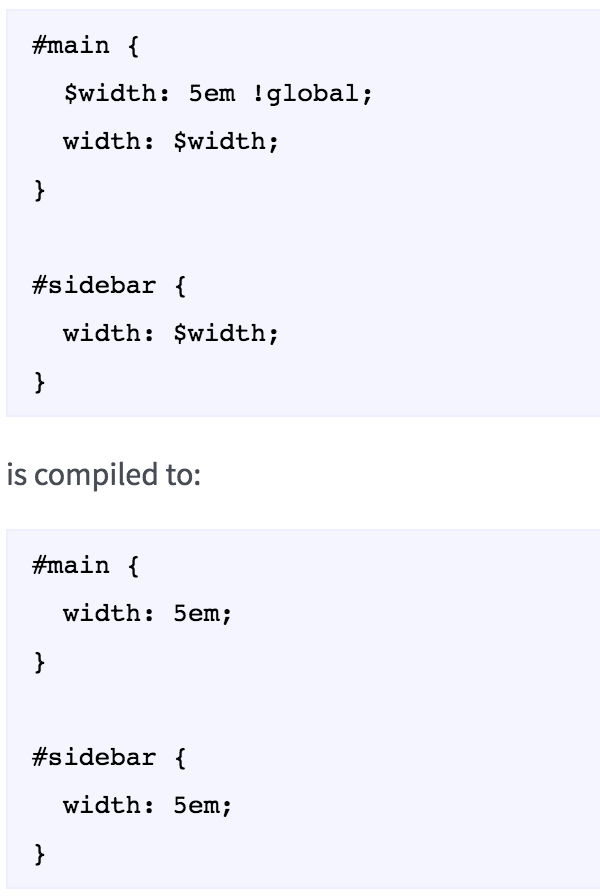 #main {
  $width: 5em !global;
  width: $width;
}

#sidebar {
  width: $width;
}
is compiled to:
#main {
  width: 5em;
}

#sidebar {
  width: 5em;
}